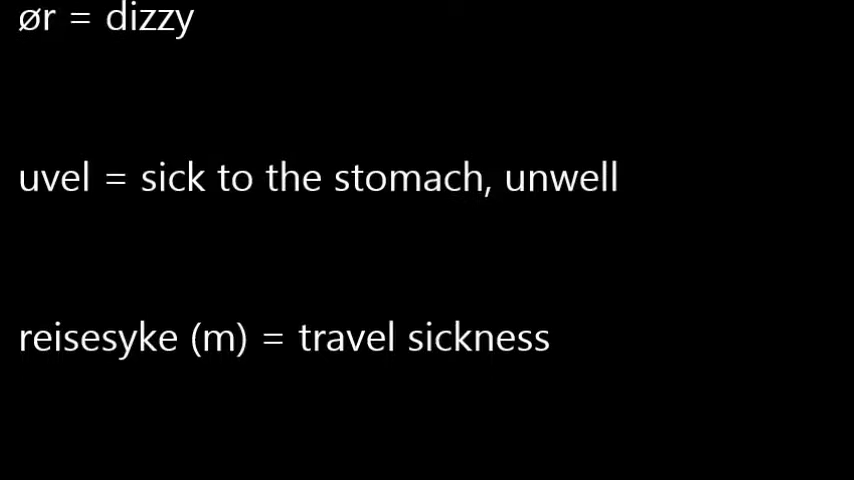 ør = dizzy
uvel = sick to the stomach, unwell
reisesyke (m) = travel sickness